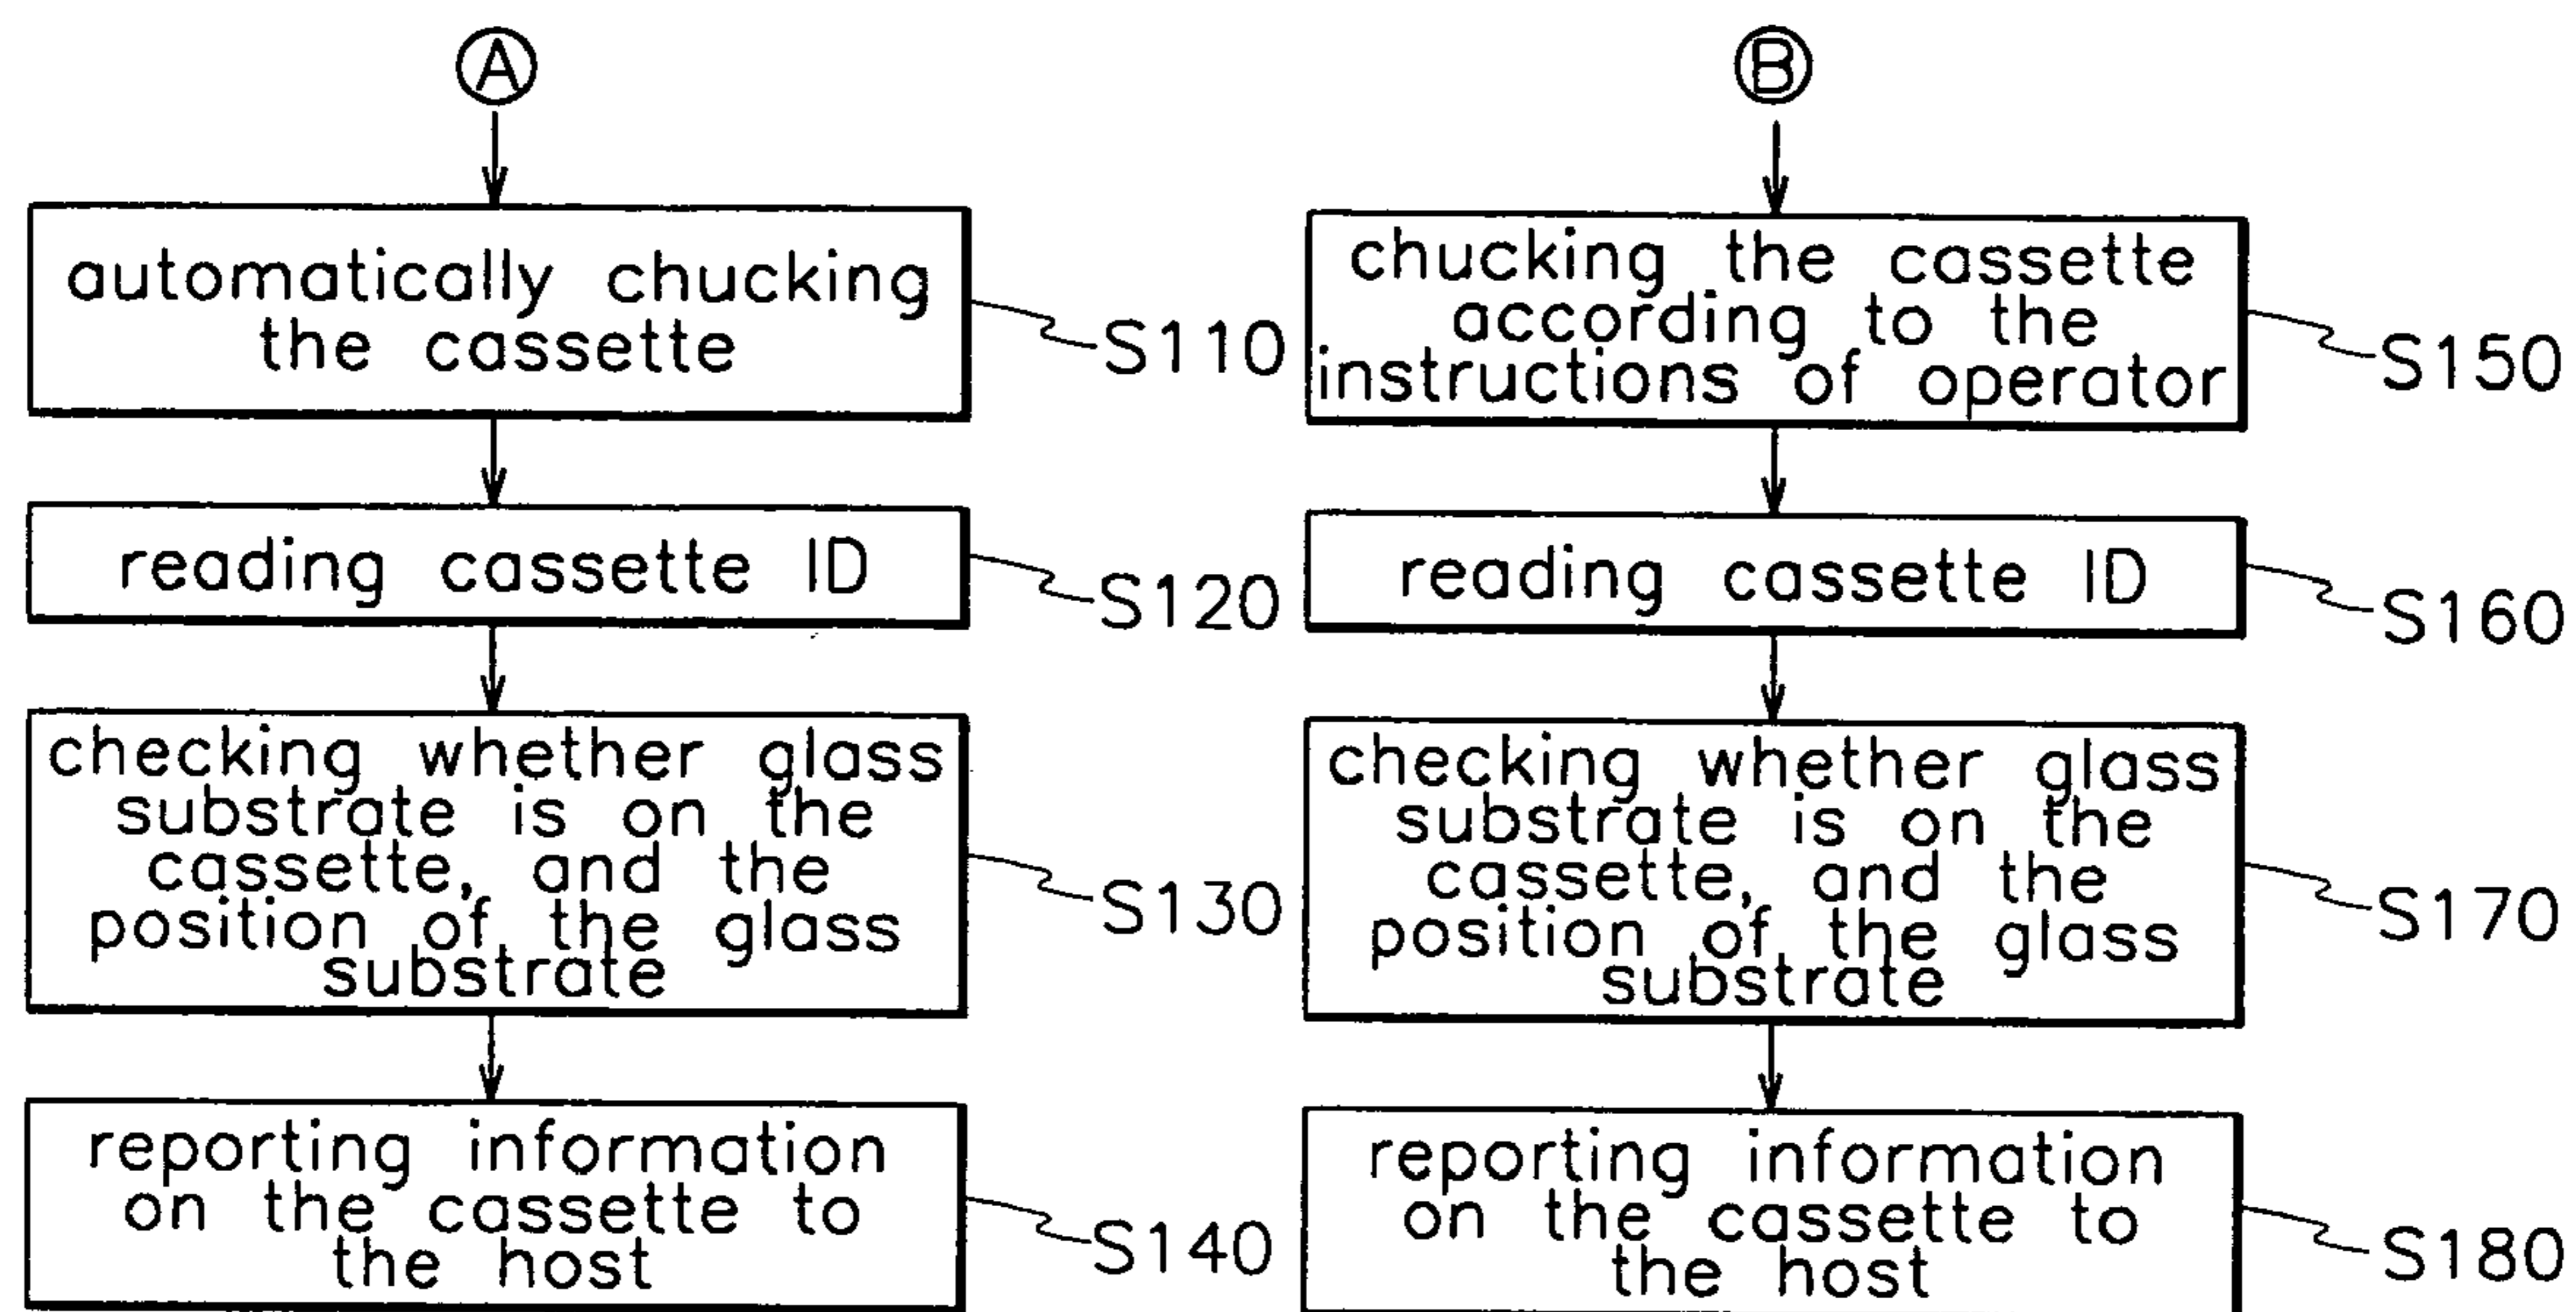 A
automatically chucking
the cassette
S110
reading cassette ID
S120
checking whether glass
substrate is on the
cassette, and the
position of the glass
substrate
S130
reporting information
on the cassette to
the host
S140
B
chucking the cassette
according to the
instructions of operator
S150
reading cassette ID
S160
checking whether glass
substrate is on the
cassette, and the
position of the glass
substrate
S170
reporting information
on the cassette to
the host
S180